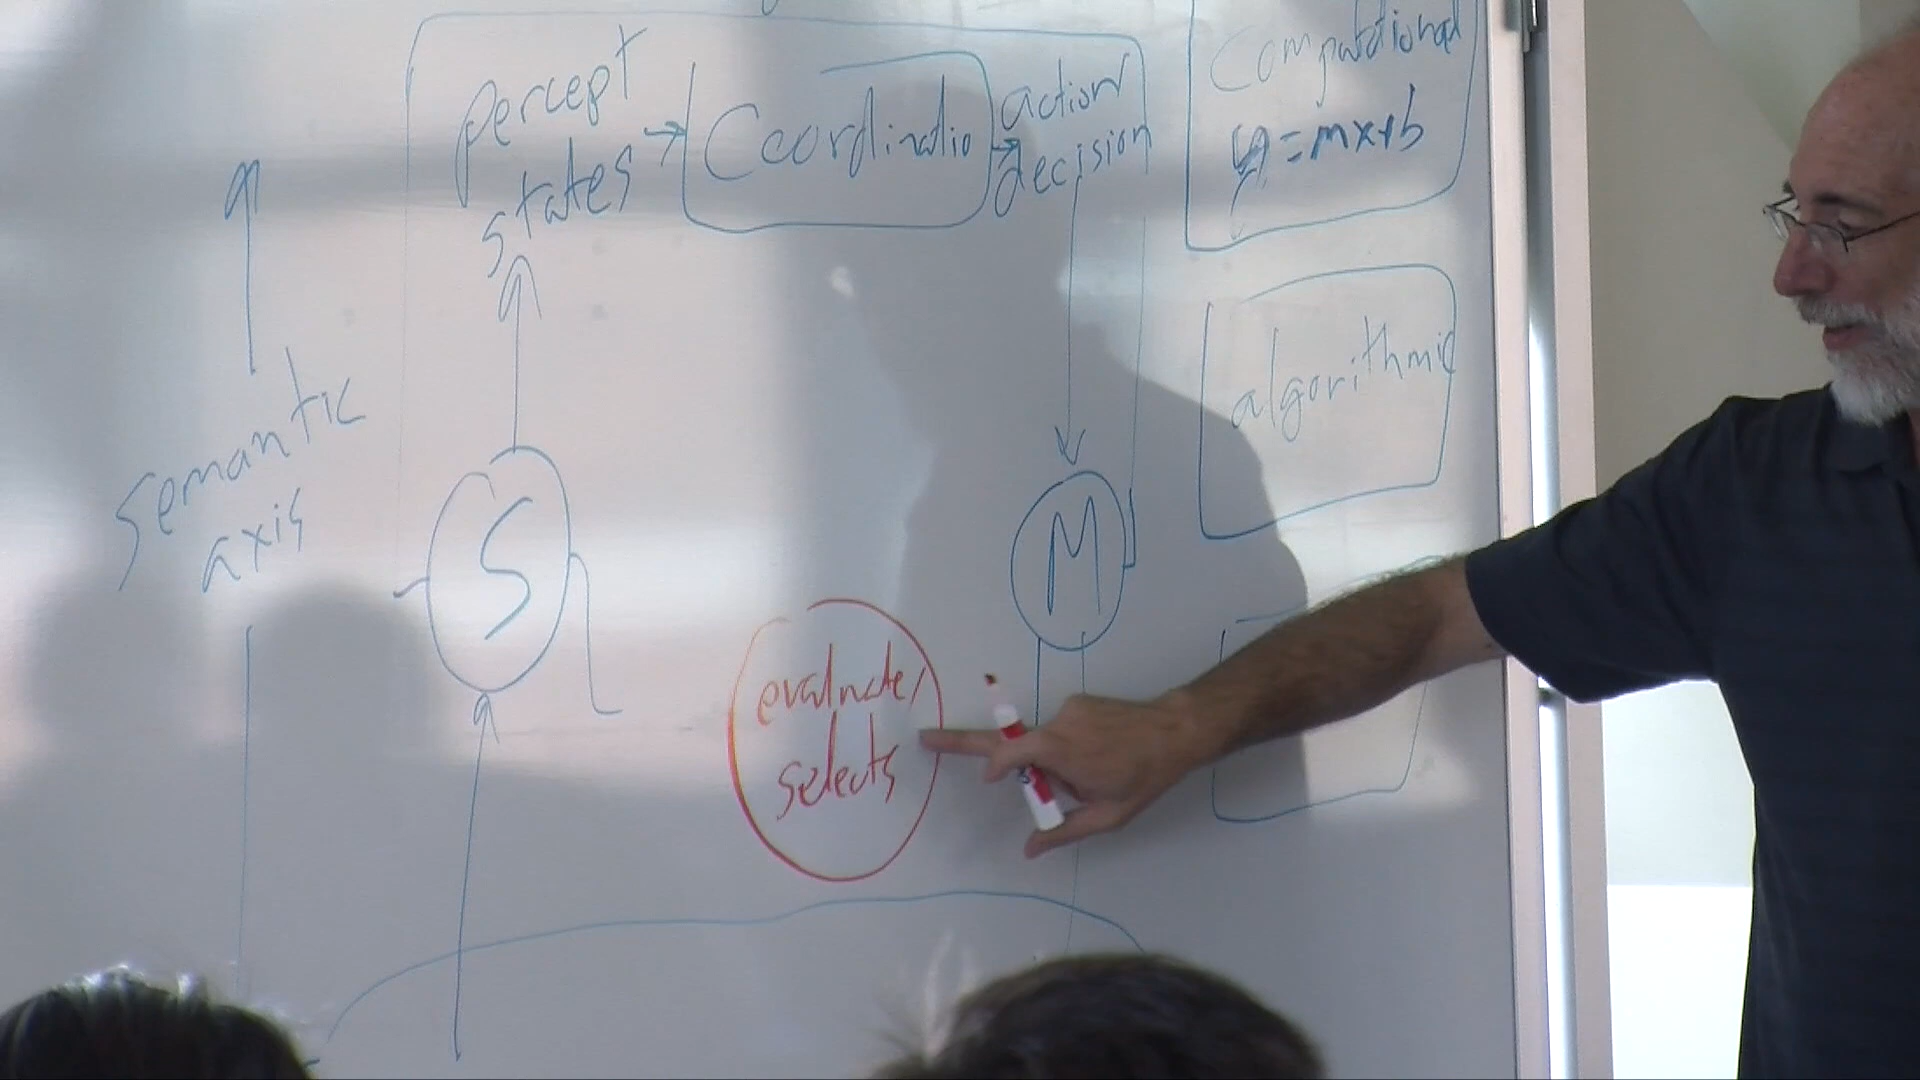 percept
states
Coordinatio
action
decision
Computational
y = mx+b
algorithmic
semantic
axis
S
M
evaluate/
selects